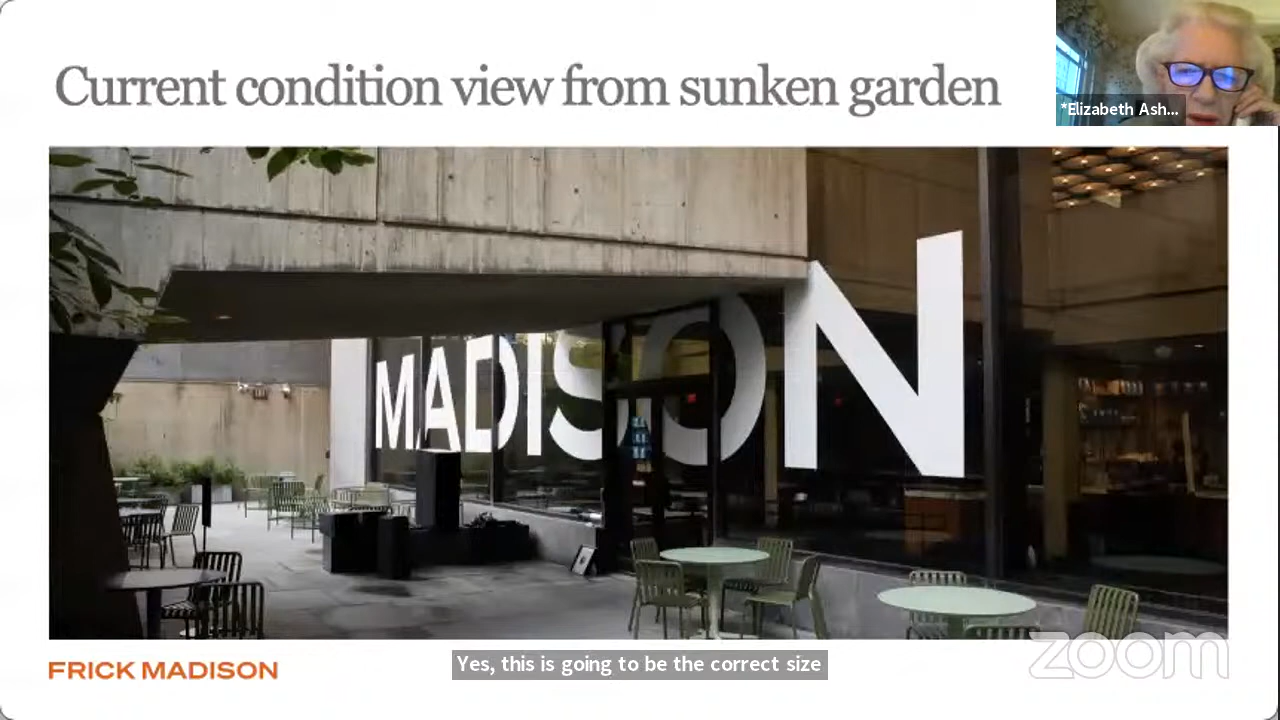 Current condition view from sunken garden
*Elizabeth Ash...
MADISON
FRICK MADISON
Yes, this is going to be the correct size
zoom